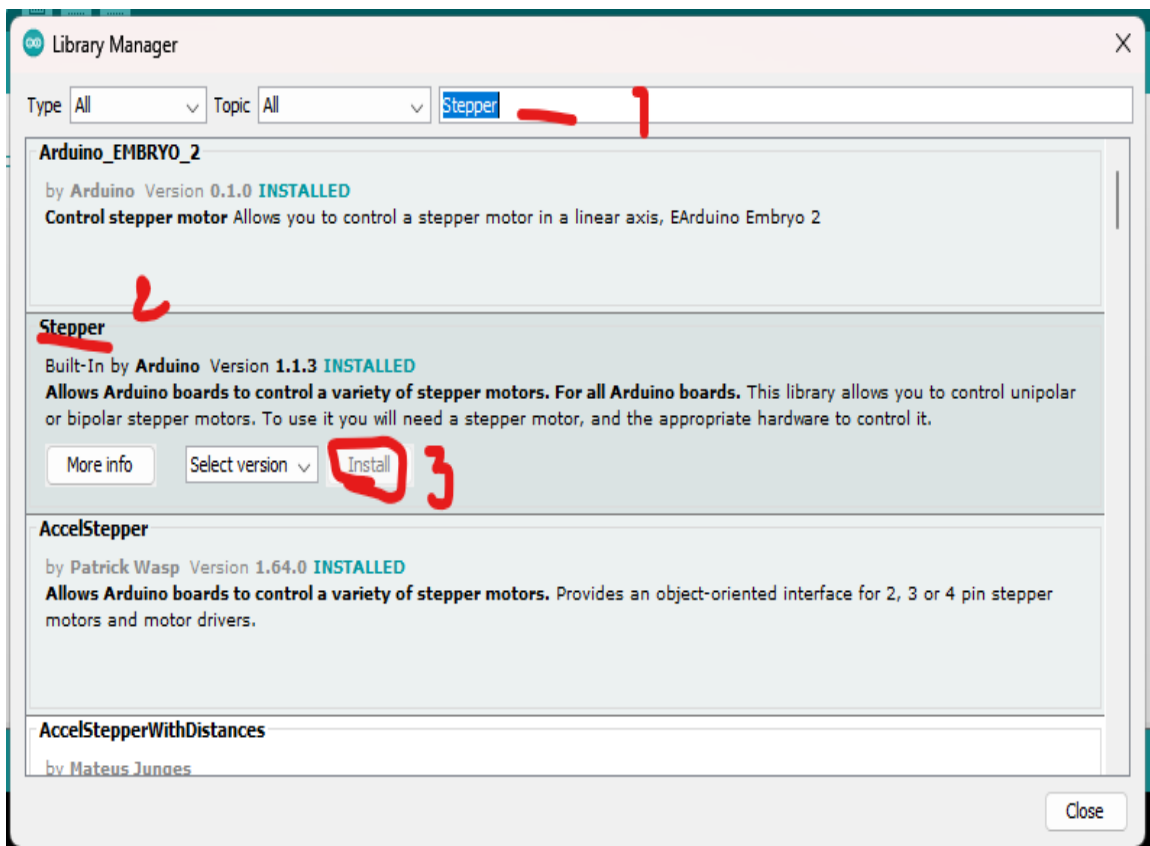 Library Manager
Type All Topic All Stepper 1
Arduino_EMBRYO_2
by Arduino Version 0.1.0 INSTALLED
Control stepper motor Allows you to control a stepper motor in a linear axis, EArduino Embryo 2
2
Stepper
Built-In by Arduino Version 1.1.3 INSTALLED
Allows Arduino boards to control a variety of stepper motors. For all Arduino boards. This library allows you to control unipolar
or bipolar stepper motors. To use it you will need a stepper motor, and the appropriate hardware to control it.
More info Select version Install 3
AccelStepper
by Patrick Wasp Version 1.64.0 INSTALLED
Allows Arduino boards to control a variety of stepper motors. Provides an object-oriented interface for 2, 3 or 4 pin stepper
motors and motor drivers.
AccelStepperWithDistances
by Mateus Junges
Close